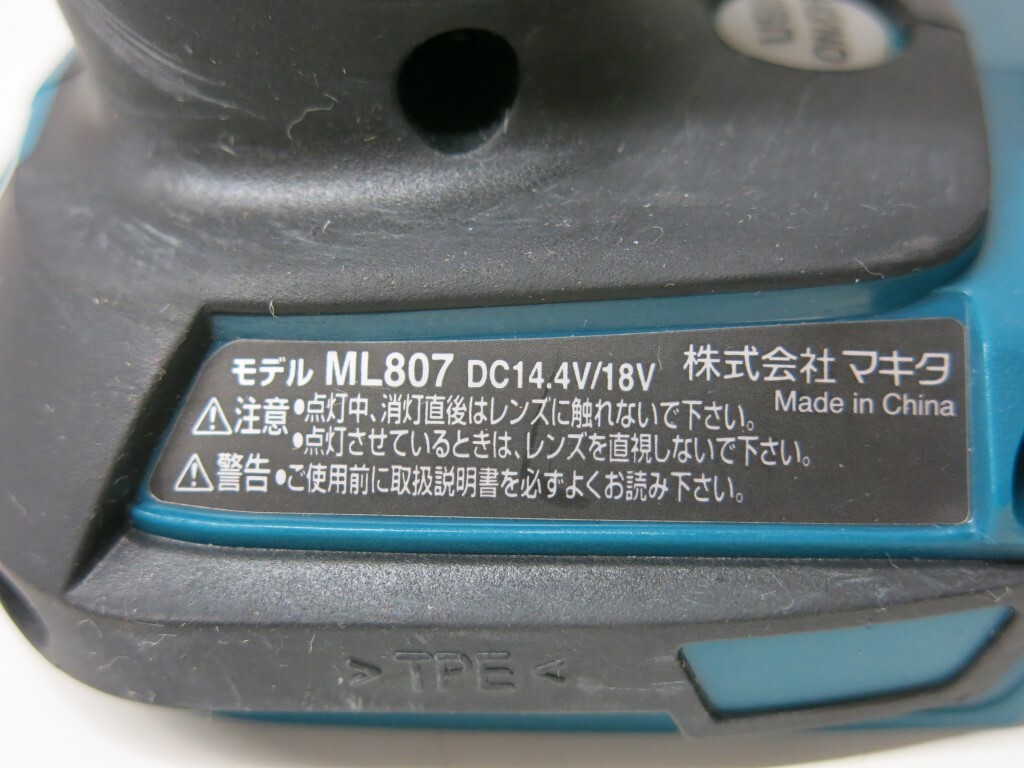 モデル ML807 DC14.4V/18V 株式会社 マキタ
Made in China
注意 •点灯中、消灯直後はレンズに触れないで下さい。
•点灯させているときは、レンズを直視しないで下さい。
警告 •ご使用前に取扱説明書を必ずよくお読み下さい。
>TPE<